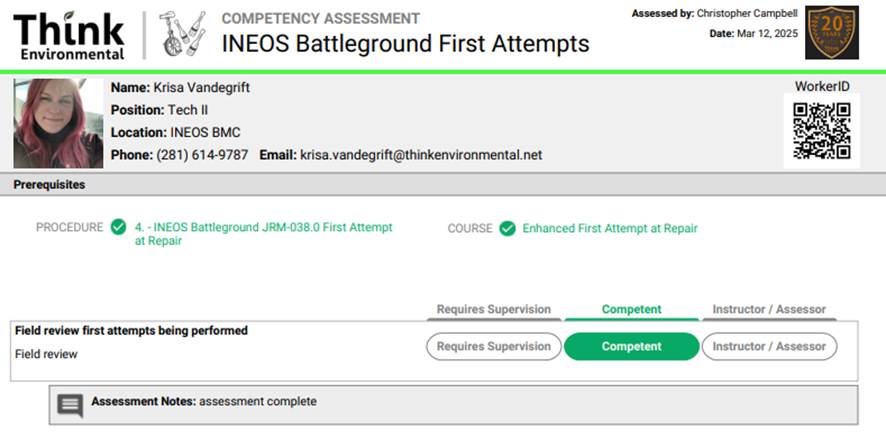 Think
Environmental
COMPETENCY ASSESSMENT
INEOS Battleground First Attempts
Assessed by: Christopher Campbell
Date: Mar 12, 2025
20
YEARS
Name: Krisa Vandegrift
Position: Tech II
Location: INEOS BMC
Phone: (281) 614-9787 Email: krisa.vandegrift@thinkenvironmental.net
WorkerID
Prerequisites
PROCEDURE 4. - INEOS Battleground JRM-038.0 First Attempt
at Repair
COURSE Enhanced First Attempt at Repair
Requires Supervision Competent Instructor / Assessor
Field review first attempts being performed
Field review
Requires Supervision Competent Instructor / Assessor
Assessment Notes: assessment complete